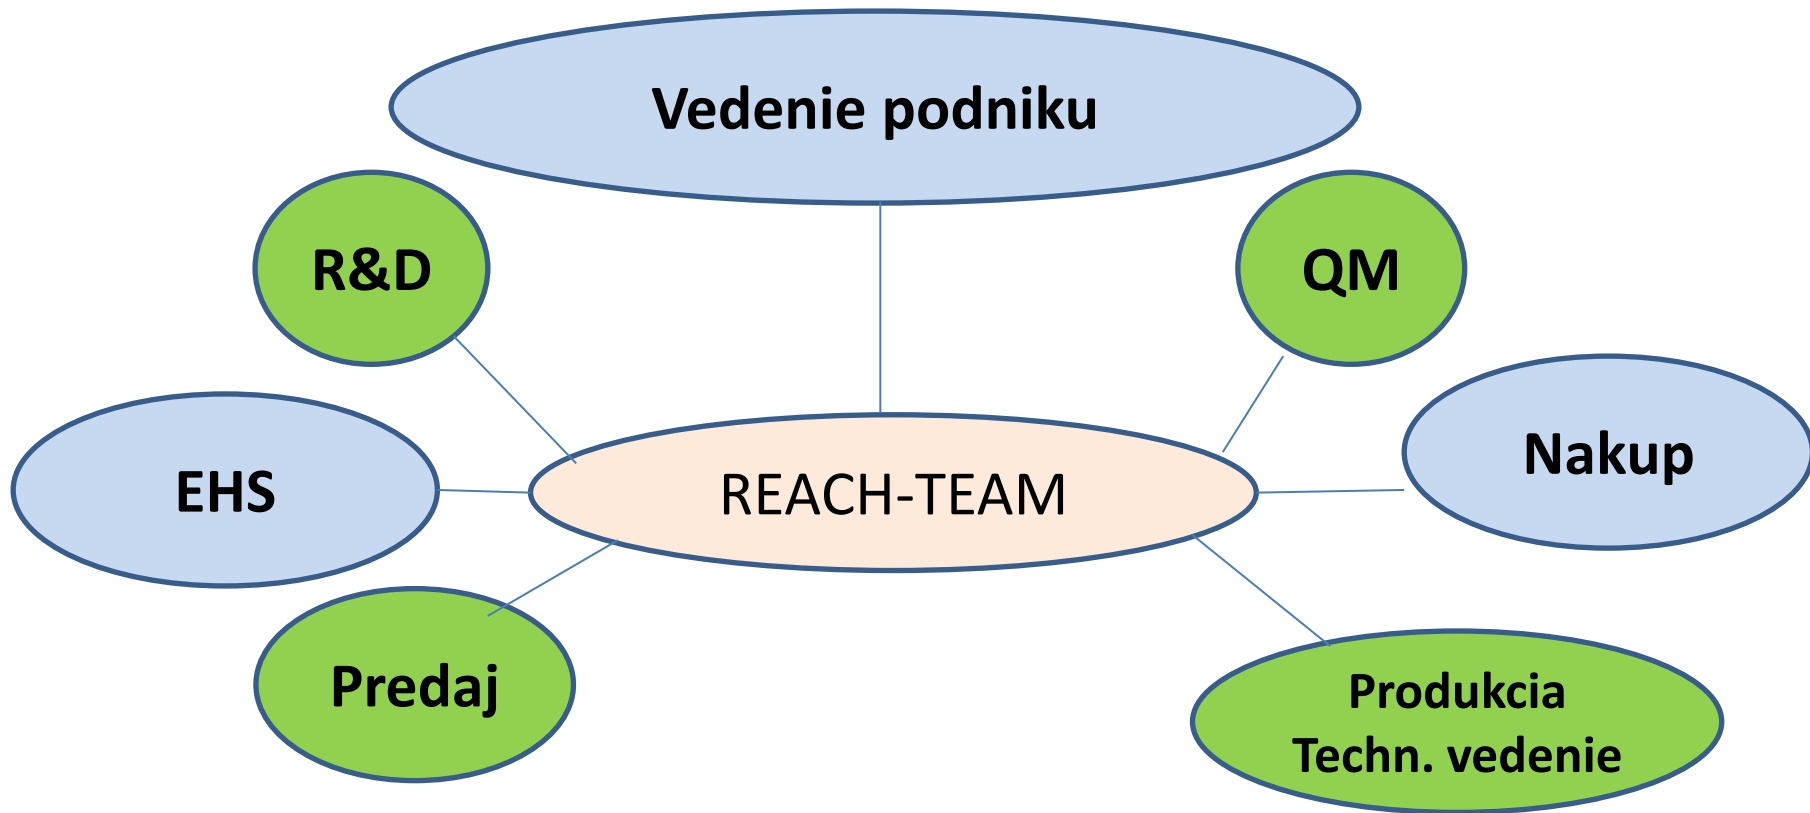 Vedenie podniku
R&D
QM
Nakup
EHS
REACH-TEAM
Predaj
Produkcia
Techn. vedenie